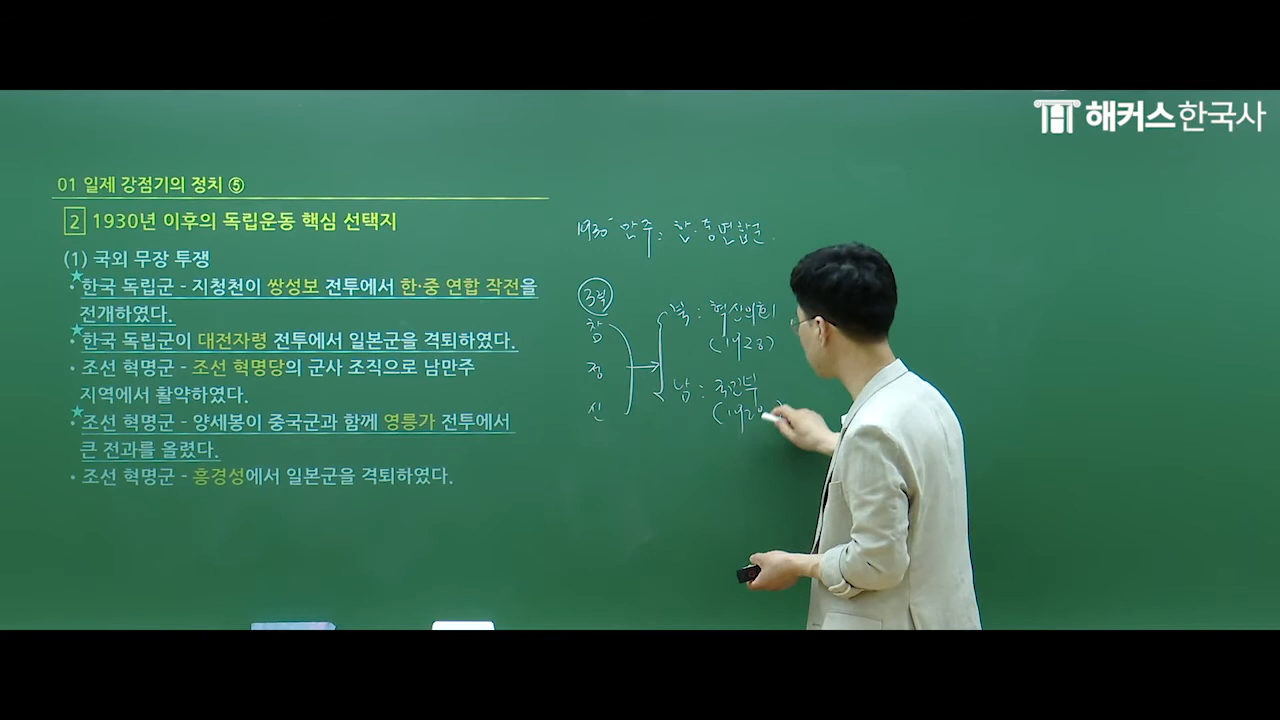 해커스한국사
01 일제 강점기의 정치 ⑤
2 1930년 이후의 독립운동 핵심 선택지
(1) 국외 무장 투쟁
• 한국 독립군 - 지청천이 쌍성보 전투에서 한·중 연합 작전을
전개하였다.
• 한국 독립군이 대전자령 전투에서 일본군을 격퇴하였다.
• 조선 혁명군 - 조선 혁명당의 군사 조직으로 남만주
지역에서 활약하였다.
• 조선 혁명군 - 양세봉이 중국군과 함께 영릉가 전투에서
큰 전과를 올렸다.
• 조선 혁명군 - 흥경성에서 일본군을 격퇴하였다.
1930 만주: 한·중연합군
3부
참
정
신
북: 혁신의회
(1928)
남: 국민부